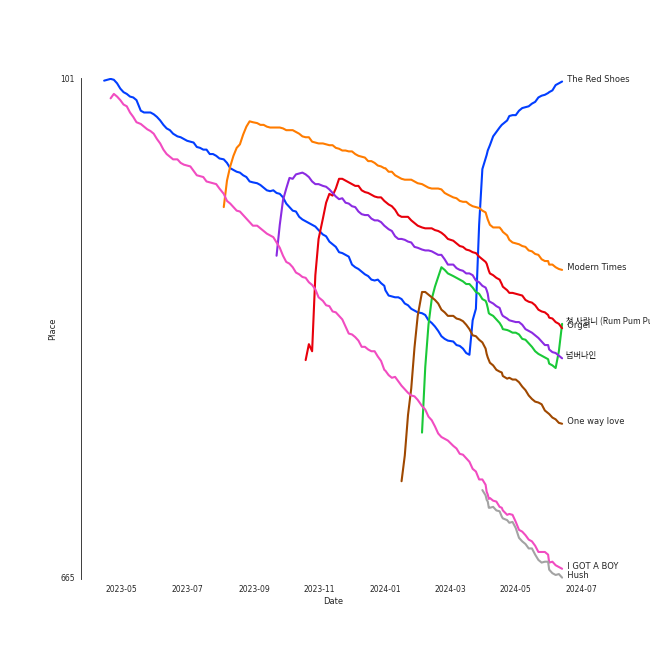 101
The Red Shoes
Modern Times
첫 사랑니 (Rum Pum Pu
Orgel
Place
넘버나인
One way love
I GOT A BOY
Hush
665
2023-05 2023-07 2023-09 2023-11 2024-01 2024-03 2024-05 2024-07
Date